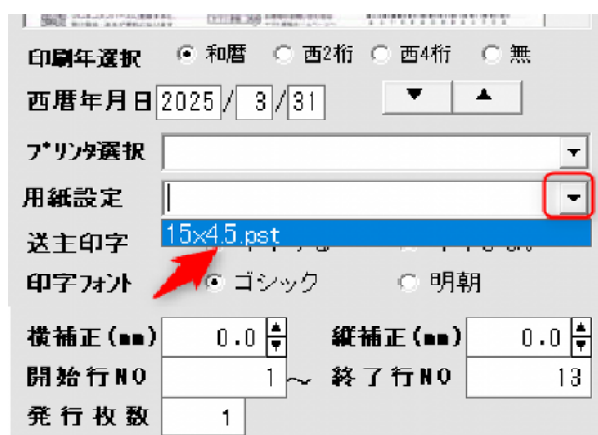 印刷年選択 和暦 西2桁 西4桁 無
西暦年月日 2025 / 3 / 31 ▼ ▲
プリンタ選択
用紙設定
15x4.5.pst
送主印字
印字フォント ゴシック 明朝
横補正(mm) 0.0 縦補正(mm) 0.0
開始行NO 1 ～ 終了行NO 13
発行枚数 1